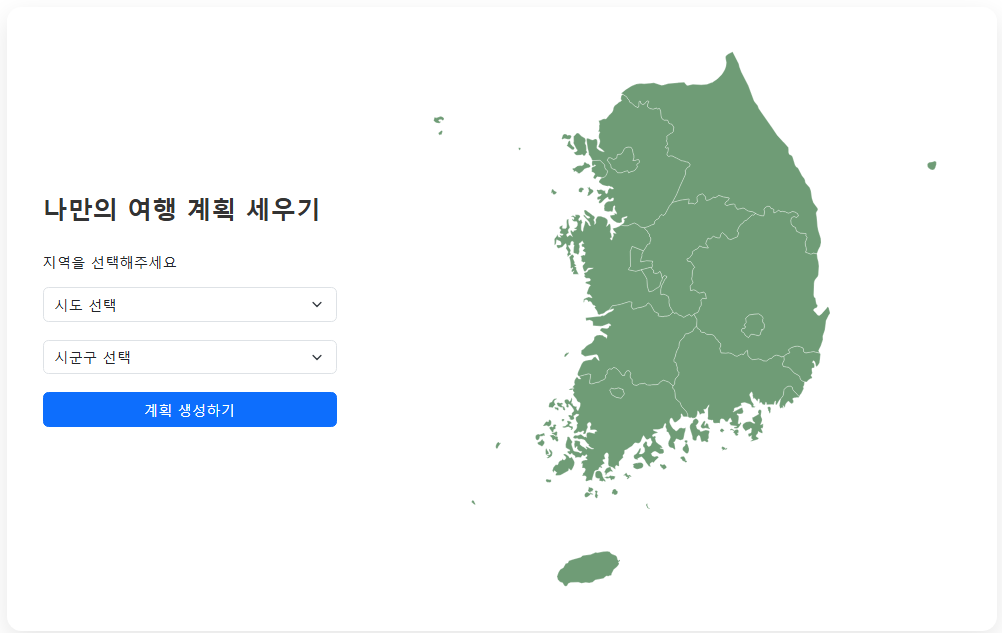 나만의 여행 계획 세우기
지역을 선택해주세요
시도 선택
시군구 선택
계획 생성하기